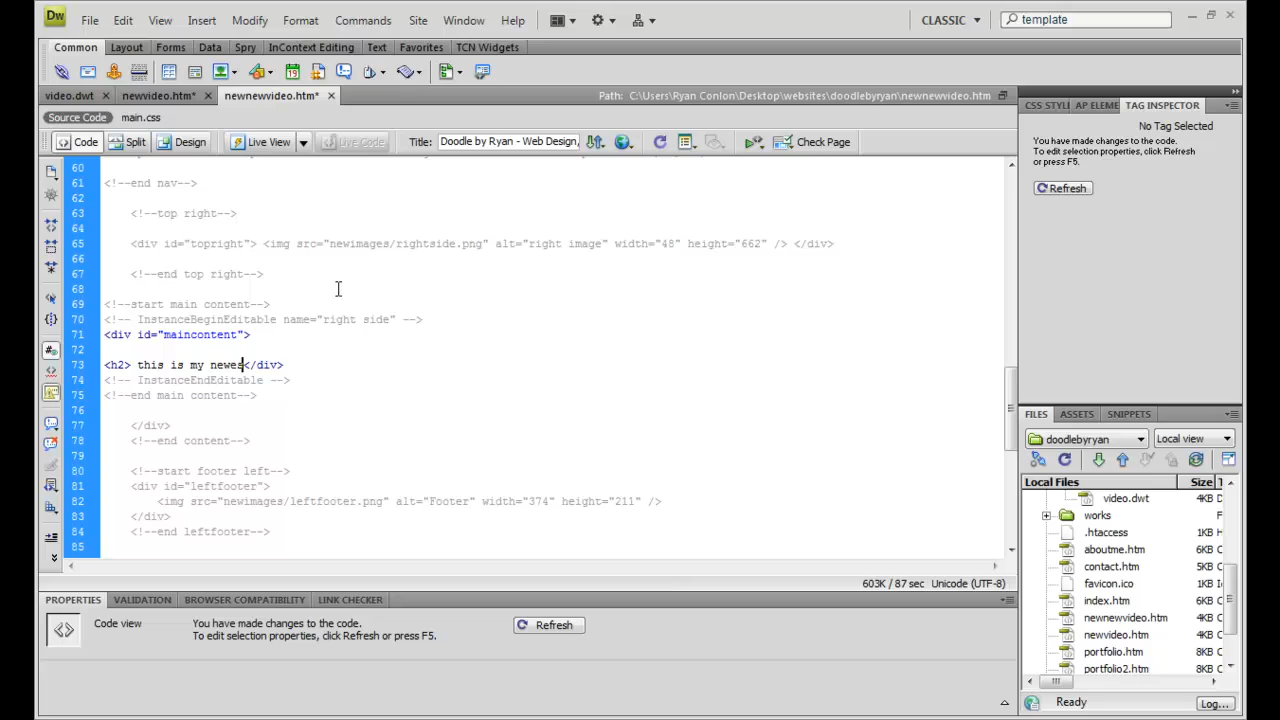 Dw File Edit View Insert Modify Format Commands Site Window Help CLASSIC template
Common Layout Forms Data Spry InContext Editing Text Favorites TCN Widgets
video.dwt newvideo.htm* newnewvideo.htm* Path: C:\Users\Ryan Conlon\Desktop\websites\doodlebyryan\newnewvideo.htm
Source Code main.css
Code Split Design Live View Live Code Title: Doodle by Ryan - Web Design, Check Page
CSS STYL AP ELEME TAG INSPECTOR
No Tag Selected
You have made changes to the code.
To edit selection properties, click Refresh
or press F5.
Refresh
60
61 <!--end nav-->
62
63 <!--top right-->
64
65 <div id="topright"> <img src="newimages/rightside.png" alt="right image" width="48" height="662" /> </div>
66
67 <!--end top right-->
68
69 <!--start main content-->
70 <!-- InstanceBeginEditable name="right side" -->
71 <div id="maincontent">
72
73 <h2> this is my newes</div>
74 <!-- InstanceEndEditable -->
75 <!--end main content-->
76
77 </div>
78 <!--end content-->
79
80 <!--start footer left-->
81 <div id="leftfooter">
82 <img src="newimages/leftfooter.png" alt="Footer" width="374" height="211" />
83 </div>
84 <!--end leftfooter-->
85
603K / 87 sec Unicode (UTF-8)
FILES ASSETS SNIPPETS
doodlebyryan Local view
Local Files Size T
video.dwt 4KB D
works F
.htaccess 1KB H
aboutme.htm 6KB C
contact.htm 5KB C
favicon.ico 1KB I
index.htm 6KB C
newnewvideo.htm 4KB C
newvideo.htm 4KB C
portfolio.htm 8KB C
portfolio2.htm 8KB C
Ready Log...
PROPERTIES VALIDATION BROWSER COMPATIBILITY LINK CHECKER
Code view You have made changes to the code.
To edit selection properties, click Refresh or press F5.
Refresh